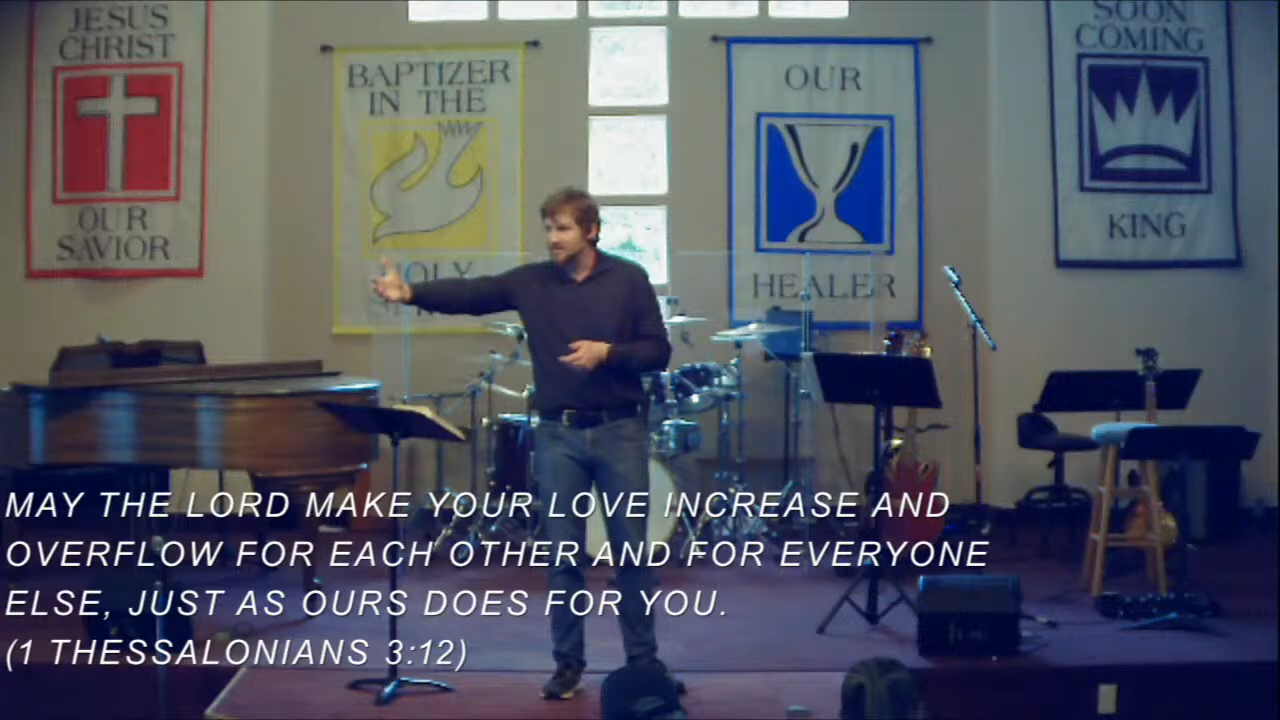 JESUS
CHRIST
OUR
SAVIOR
BAPTIZER
IN THE
HOLY
OUR
HEALER
SOON
COMING
KING
MAY THE LORD MAKE YOUR LOVE INCREASE AND
OVERFLOW FOR EACH OTHER AND FOR EVERYONE
ELSE, JUST AS OURS DOES FOR YOU.
(1 THESSALONIANS 3:12)